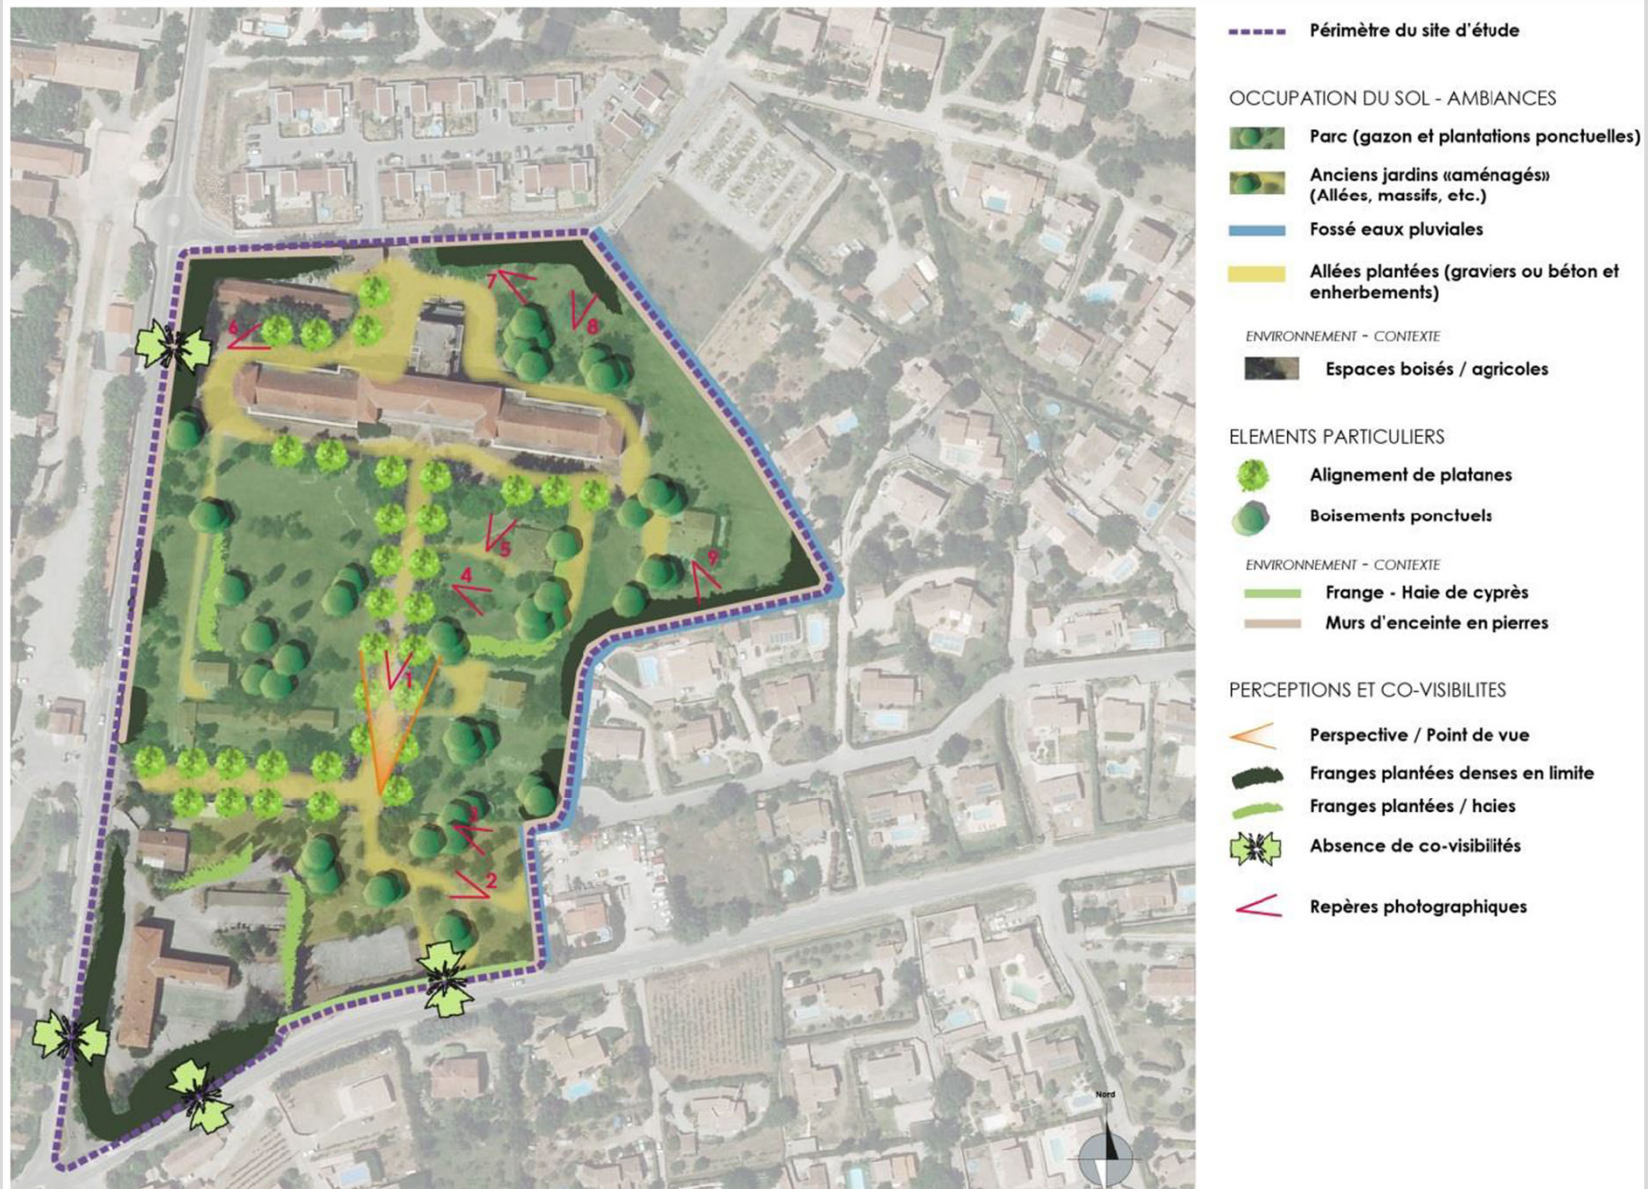 Périmètre du site d'étude
OCCUPATION DU SOL - AMBIANCES
Parc (gazon et plantations ponctuelles)
Anciens jardins «aménagés»
(Allées, massifs, etc.)
Fossé eaux pluviales
Allées plantées (graviers ou béton et
enherbements)
ENVIRONNEMENT - CONTEXTE
Espaces boisés / agricoles
ELEMENTS PARTICULIERS
Alignement de platanes
Boisements ponctuels
ENVIRONNEMENT - CONTEXTE
Frange - Haie de cyprès
Murs d'enceinte en pierres
PERCEPTIONS ET CO-VISIBILITES
Perspective / Point de vue
Franges plantées denses en limite
Franges plantées / haies
Absence de co-visibilités
Repères photographiques
7
8
6
5
9
4
1
3
2
Nord